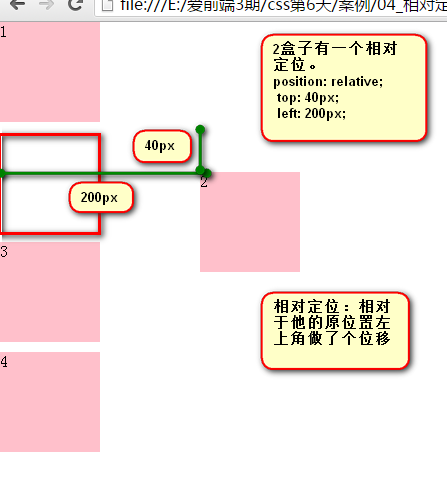 file:///E:/爱前端3期/css第6天/案例/04_相对定
1
2盒子有一个相对
定位。
position: relative;
top: 40px;
left: 200px;
40px
2
200px
3
相对定位：相对
于他的原位置左
上角做了个位移
4